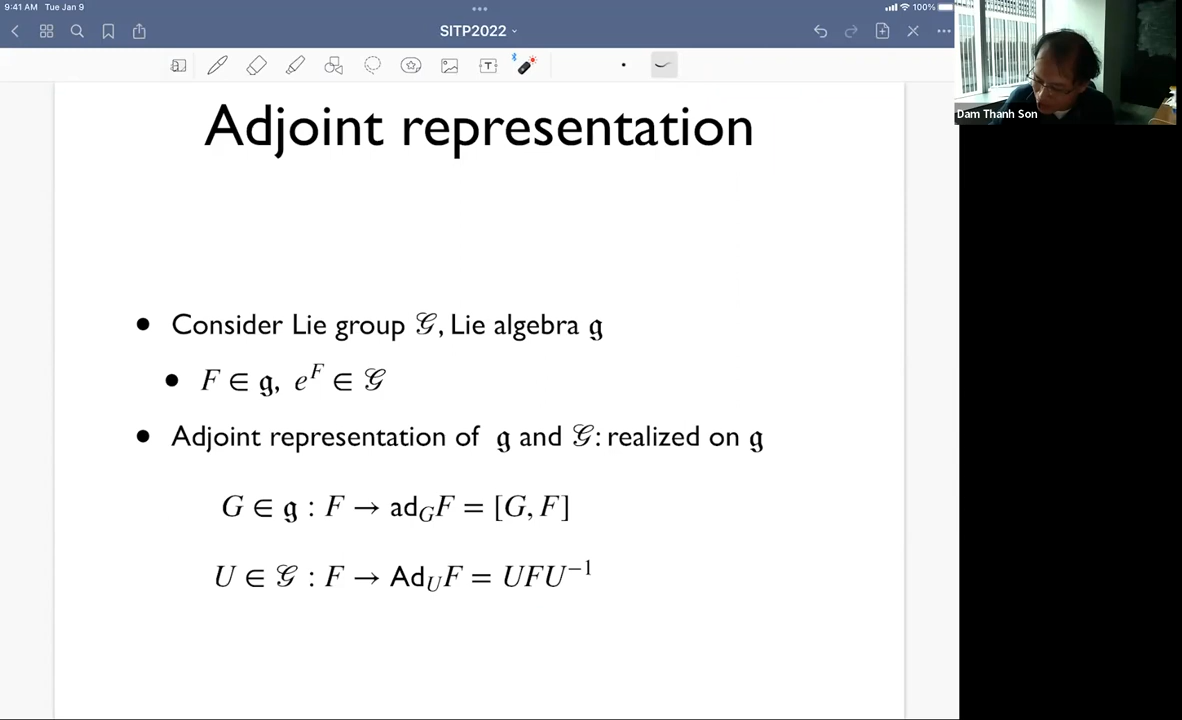 9:41 AM Tue Jan 9
100%
SITP2022
Dam Thanh Son
Adjoint representation
• Consider Lie group 𝒢, Lie algebra 𝔤
• F ∈ 𝔤, e^F ∈ 𝒢
• Adjoint representation of 𝔤 and 𝒢: realized on 𝔤
G ∈ 𝔤 : F → ad_G F = [G, F]
U ∈ 𝒢 : F → Ad_U F = UFU⁻¹